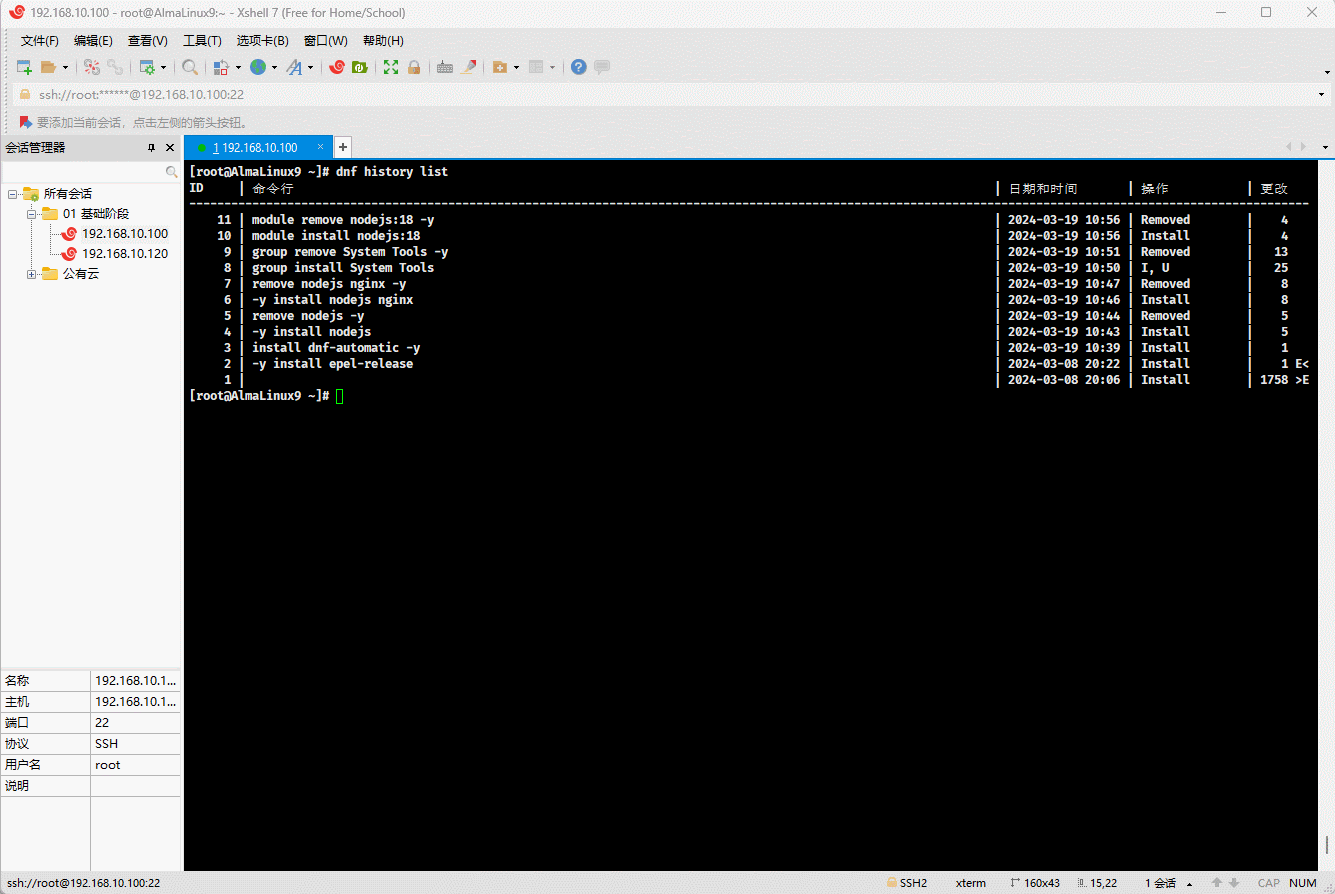 192.168.10.100 - root@AlmaLinux9:~ - Xshell 7 (Free for Home/School)
文件(F) 编辑(E) 查看(V) 工具(T) 选项卡(B) 窗口(W) 帮助(H)
ssh://root:******@192.168.10.100:22
要添加当前会话，点击左侧的箭头按钮。
会话管理器
1 192.168.10.100
所有会话
01 基础阶段
192.168.10.100
192.168.10.120
公有云
[root@AlmaLinux9 ~]# dnf history list
ID | 命令行 | 日期和时间 | 操作 | 更改
11 | module remove nodejs:18 -y | 2024-03-19 10:56 | Removed | 4
10 | module install nodejs:18 | 2024-03-19 10:56 | Install | 4
9 | group remove System Tools -y | 2024-03-19 10:51 | Removed | 13
8 | group install System Tools | 2024-03-19 10:50 | I, U | 25
7 | remove nodejs nginx -y | 2024-03-19 10:47 | Removed | 8
6 | -y install nodejs nginx | 2024-03-19 10:46 | Install | 8
5 | remove nodejs -y | 2024-03-19 10:44 | Removed | 5
4 | -y install nodejs | 2024-03-19 10:43 | Install | 5
3 | install dnf-automatic -y | 2024-03-19 10:39 | Install | 1
2 | -y install epel-release | 2024-03-08 20:22 | Install | 1 E<
1 | | 2024-03-08 20:06 | Install | 1758 >E
[root@AlmaLinux9 ~]#
名称 192.168.10.1...
主机 192.168.10.1...
端口 22
协议 SSH
用户名 root
说明
ssh://root@192.168.10.100:22 SSH2 xterm 160x43 15,22 1 会话 CAP NUM